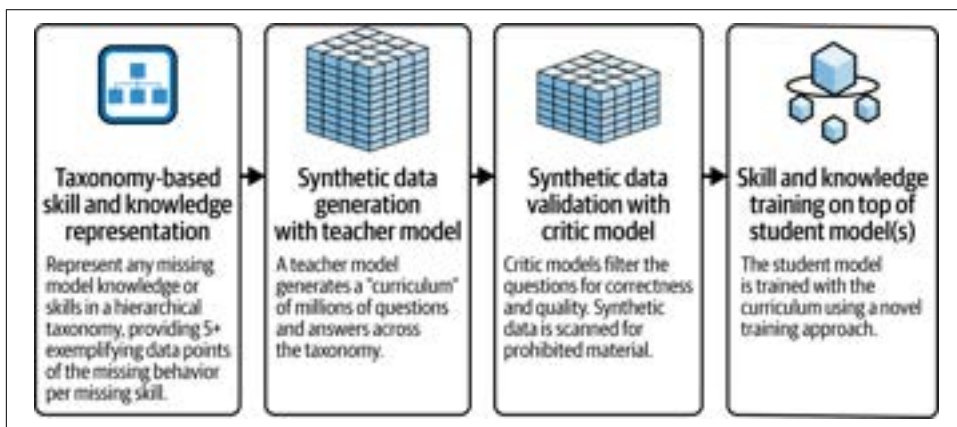 Taxonomy-based
skill and knowledge
representation
Represent any missing
model knowledge or
skills in a hierarchical
taxonomy, providing 5+
exemplifying data points
of the missing behavior
per missing skill.
Synthetic data
generation
with teacher model
A teacher model
generates a "curriculum"
of millions of questions
and answers across
the taxonomy.
Synthetic data
validation with
critic model
Critic models filter the
questions for correctness
and quality. Synthetic
data is scanned for
prohibited material.
Skill and knowledge
training on top of
student model(s)
The student model
is trained with the
curriculum using a novel
training approach.